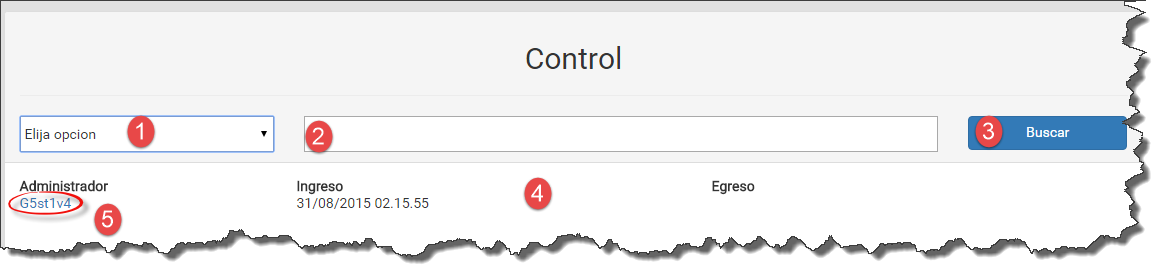 Control
Elija opcion 1
2
3 Buscar
Administrador Ingreso Egreso
G5st1v4 31/08/2015 02.15.55
4
5